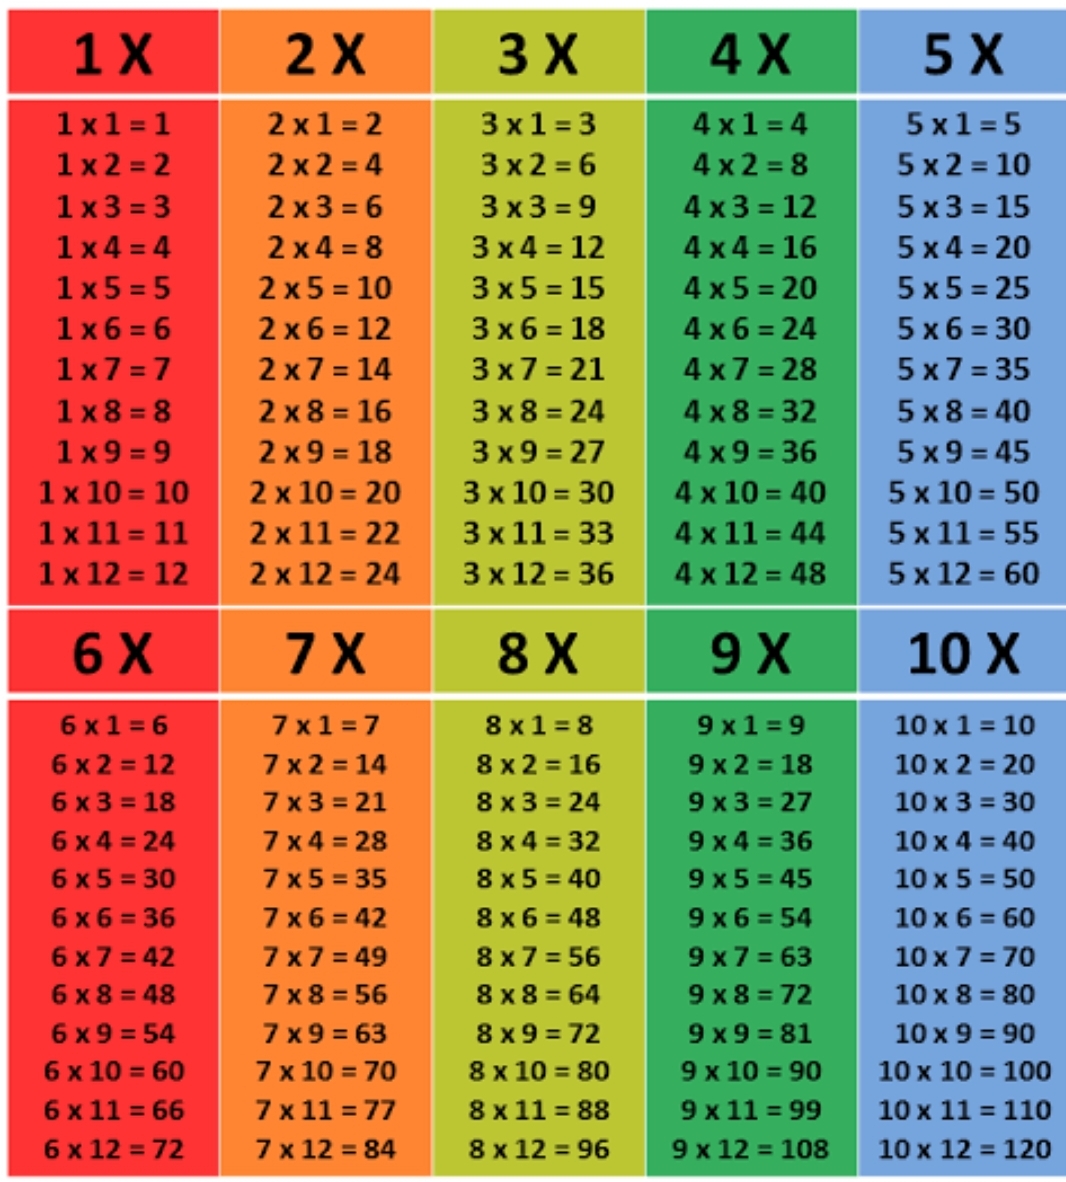 1 X 2 X 3 X 4 X 5 X
1 x 1 = 1 2 x 1 = 2 3 x 1 = 3 4 x 1 = 4 5 x 1 = 5
1 x 2 = 2 2 x 2 = 4 3 x 2 = 6 4 x 2 = 8 5 x 2 = 10
1 x 3 = 3 2 x 3 = 6 3 x 3 = 9 4 x 3 = 12 5 x 3 = 15
1 x 4 = 4 2 x 4 = 8 3 x 4 = 12 4 x 4 = 16 5 x 4 = 20
1 x 5 = 5 2 x 5 = 10 3 x 5 = 15 4 x 5 = 20 5 x 5 = 25
1 x 6 = 6 2 x 6 = 12 3 x 6 = 18 4 x 6 = 24 5 x 6 = 30
1 x 7 = 7 2 x 7 = 14 3 x 7 = 21 4 x 7 = 28 5 x 7 = 35
1 x 8 = 8 2 x 8 = 16 3 x 8 = 24 4 x 8 = 32 5 x 8 = 40
1 x 9 = 9 2 x 9 = 18 3 x 9 = 27 4 x 9 = 36 5 x 9 = 45
1 x 10 = 10 2 x 10 = 20 3 x 10 = 30 4 x 10 = 40 5 x 10 = 50
1 x 11 = 11 2 x 11 = 22 3 x 11 = 33 4 x 11 = 44 5 x 11 = 55
1 x 12 = 12 2 x 12 = 24 3 x 12 = 36 4 x 12 = 48 5 x 12 = 60
6 X 7 X 8 X 9 X 10 X
6 x 1 = 6 7 x 1 = 7 8 x 1 = 8 9 x 1 = 9 10 x 1 = 10
6 x 2 = 12 7 x 2 = 14 8 x 2 = 16 9 x 2 = 18 10 x 2 = 20
6 x 3 = 18 7 x 3 = 21 8 x 3 = 24 9 x 3 = 27 10 x 3 = 30
6 x 4 = 24 7 x 4 = 28 8 x 4 = 32 9 x 4 = 36 10 x 4 = 40
6 x 5 = 30 7 x 5 = 35 8 x 5 = 40 9 x 5 = 45 10 x 5 = 50
6 x 6 = 36 7 x 6 = 42 8 x 6 = 48 9 x 6 = 54 10 x 6 = 60
6 x 7 = 42 7 x 7 = 49 8 x 7 = 56 9 x 7 = 63 10 x 7 = 70
6 x 8 = 48 7 x 8 = 56 8 x 8 = 64 9 x 8 = 72 10 x 8 = 80
6 x 9 = 54 7 x 9 = 63 8 x 9 = 72 9 x 9 = 81 10 x 9 = 90
6 x 10 = 60 7 x 10 = 70 8 x 10 = 80 9 x 10 = 90 10 x 10 = 100
6 x 11 = 66 7 x 11 = 77 8 x 11 = 88 9 x 11 = 99 10 x 11 = 110
6 x 12 = 72 7 x 12 = 84 8 x 12 = 96 9 x 12 = 108 10 x 12 = 120